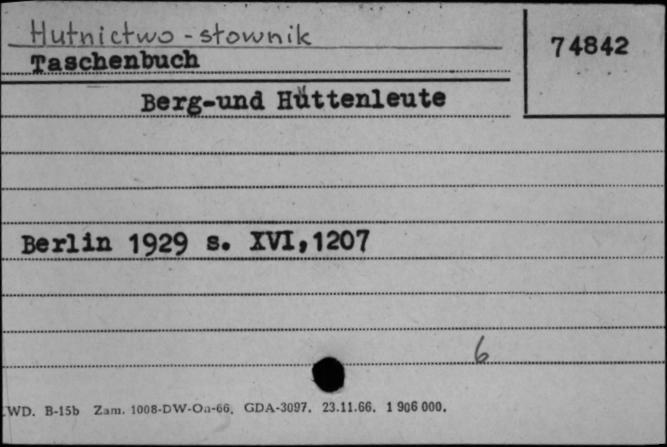 Hutnictwo - słownik
74842
Taschenbuch
Berg-und Hüttenleute
Berlin 1929 s. XVI,1207
6
WD. B-15b Zam. 1008-DW-Oa-66. GDA-3097. 23.11.66. 1 906 000.